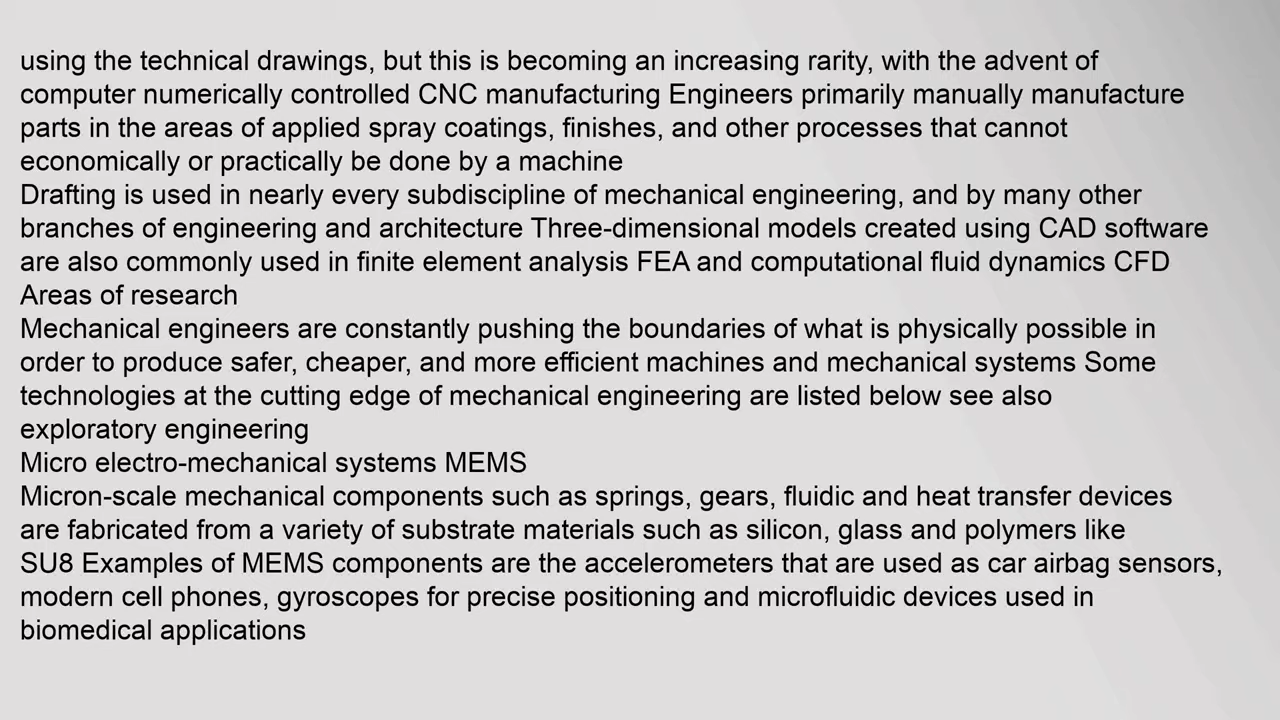 using the technical drawings, but this is becoming an increasing rarity, with the advent of
computer numerically controlled CNC manufacturing Engineers primarily manually manufacture
parts in the areas of applied spray coatings, finishes, and other processes that cannot
economically or practically be done by a machine
Drafting is used in nearly every subdiscipline of mechanical engineering, and by many other
branches of engineering and architecture Three-dimensional models created using CAD software
are also commonly used in finite element analysis FEA and computational fluid dynamics CFD
Areas of research
Mechanical engineers are constantly pushing the boundaries of what is physically possible in
order to produce safer, cheaper, and more efficient machines and mechanical systems Some
technologies at the cutting edge of mechanical engineering are listed below see also
exploratory engineering
Micro electro-mechanical systems MEMS
Micron-scale mechanical components such as springs, gears, fluidic and heat transfer devices
are fabricated from a variety of substrate materials such as silicon, glass and polymers like
SU8 Examples of MEMS components are the accelerometers that are used as car airbag sensors,
modern cell phones, gyroscopes for precise positioning and microfluidic devices used in
biomedical applications